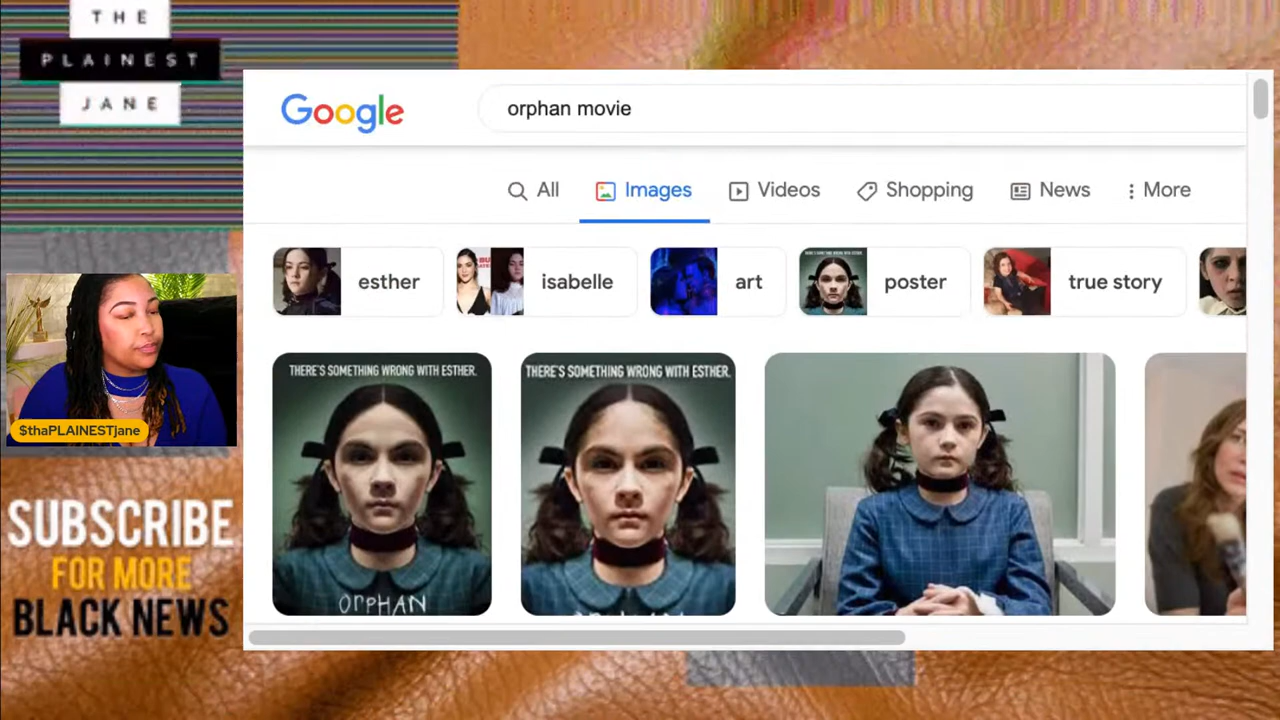 THE
PLAINEST
JANE
Google
orphan movie
All Images Videos Shopping News More
esther isabelle art poster true story
THERE'S SOMETHING WRONG WITH ESTHER.
THERE'S SOMETHING WRONG WITH ESTHER.
ORPHAN
$thaPLAINESTjane
SUBSCRIBE
FOR MORE
BLACK NEWS